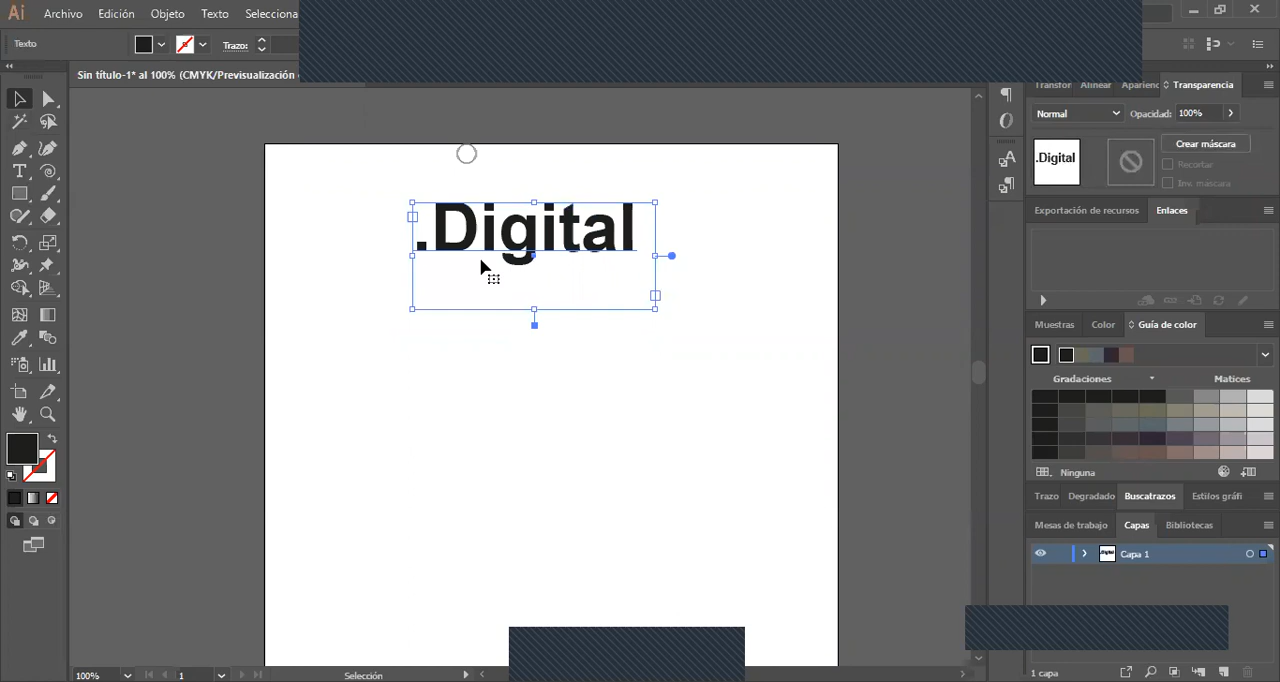 Ai Archivo Edición Objeto Texto Selecciona
Texto Trazo:
Sin título-1* al 100% (CMYK/Previsualización
Transfor Alinear Aparienc Transparencia
Normal Opacidad: 100%
.Digital Crear máscara
Recortar
Inv. máscara
.Digital
Exportación de recursos Enlaces
Muestras Color Guía de color
Gradaciones Matices
Ninguna
Trazo Degradado Buscatrazos Estilos gráfi
Mesas de trabajo Capas Bibliotecas
Capa 1
100% 1 Selección 1 capa